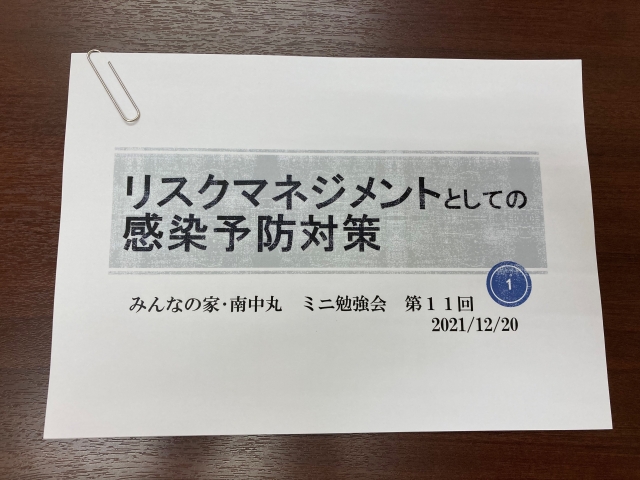 リスクマネジメントとしての
感染予防対策
1
みんなの家・南中丸　ミニ勉強会　第１１回
2021/12/20